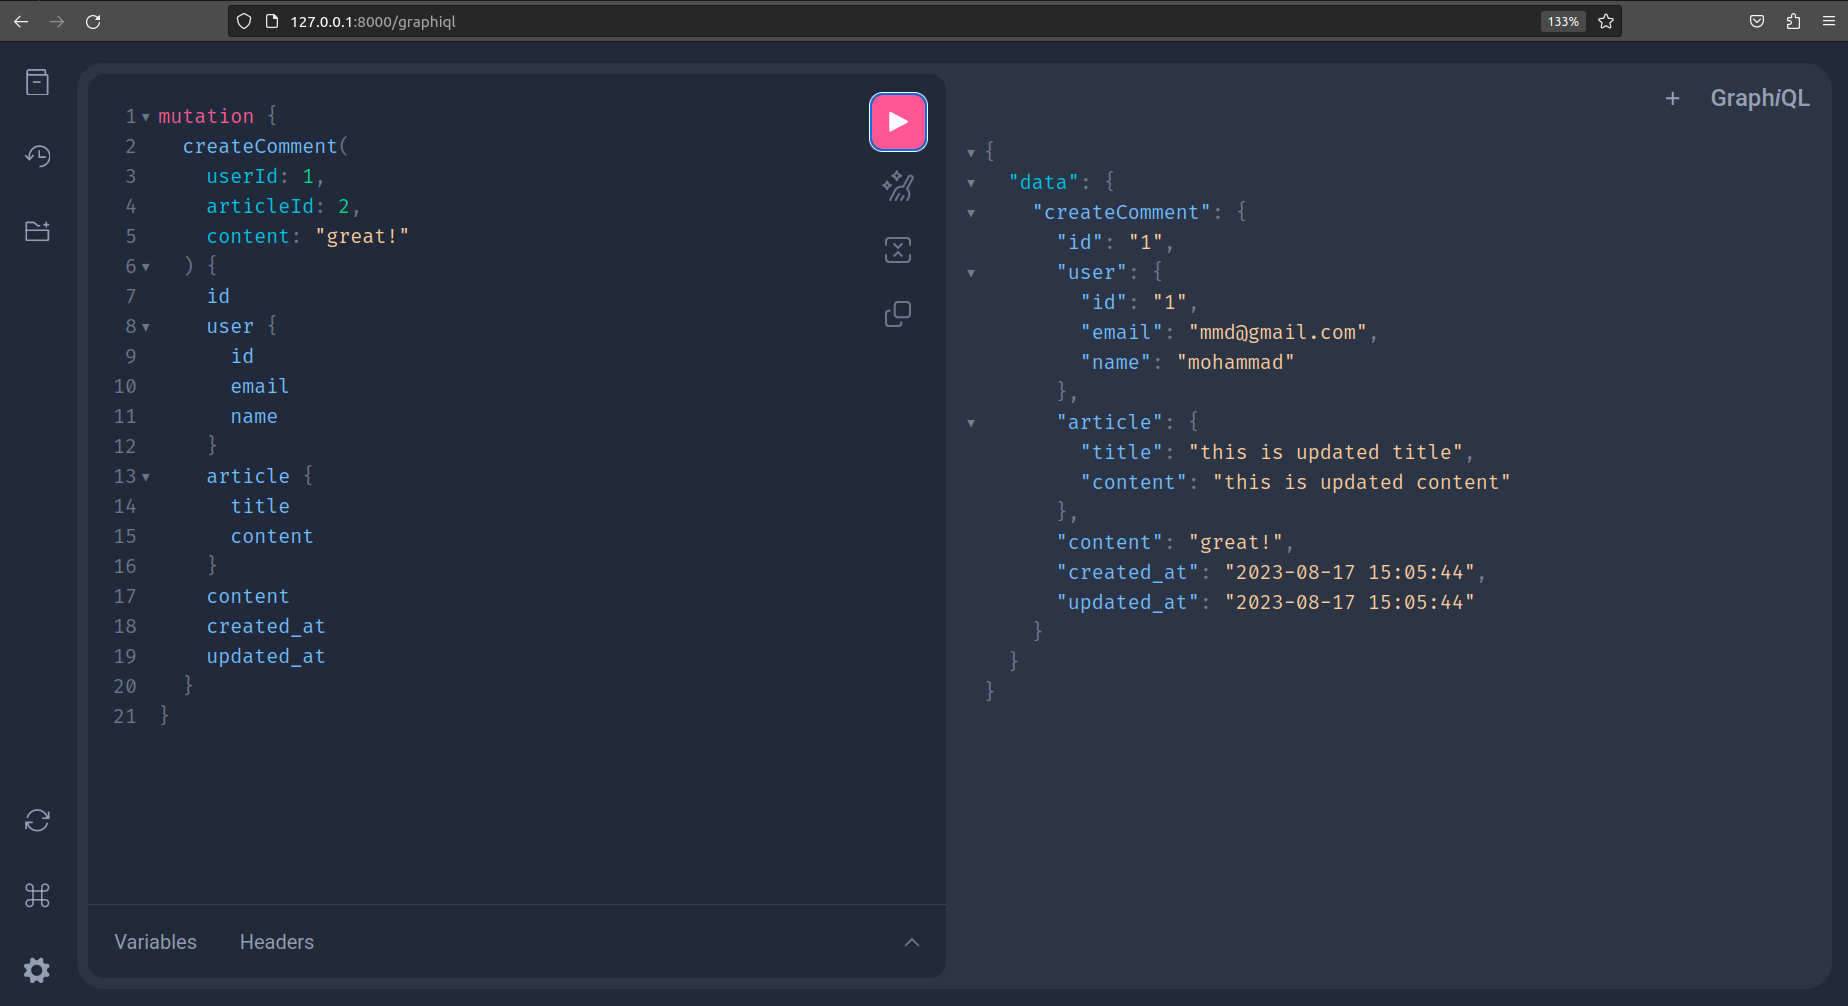 127.0.0.1:8000/graphiql
133%
1 mutation {
2 createComment(
3 userId: 1,
4 articleId: 2,
5 content: "great!"
6 ) {
7 id
8 user {
9 id
10 email
11 name
12 }
13 article {
14 title
15 content
16 }
17 content
18 created_at
19 updated_at
20 }
21 }
Variables Headers
+ GraphiQL
{
"data": {
"createComment": {
"id": "1",
"user": {
"id": "1",
"email": "mmd@gmail.com",
"name": "mohammad"
},
"article": {
"title": "this is updated title",
"content": "this is updated content"
},
"content": "great!",
"created_at": "2023-08-17 15:05:44",
"updated_at": "2023-08-17 15:05:44"
}
}
}